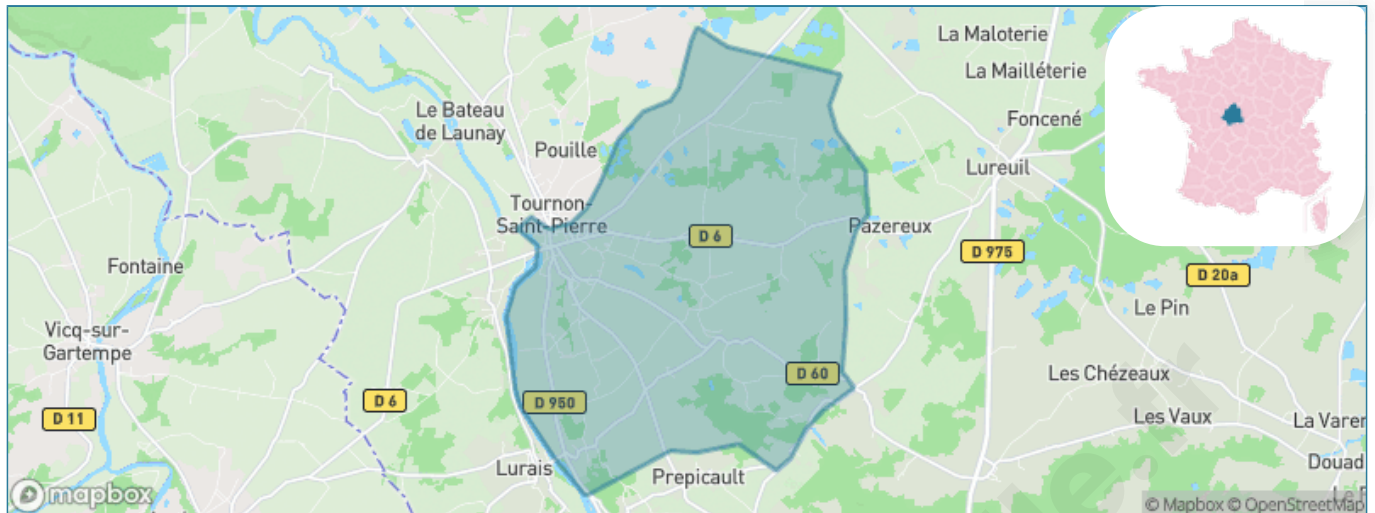 La Maloterie
La Mailléterie
Le Bateau
de Launay
Foncené
Pouille
Lureuil
Tournon-
Saint-Pierre
Pazereux
D 6
D 975
Fontaine
D 20a
Le Pin
Vicq-sur-
Gartempe
D 60
Les Chézeaux
D 6
D 950
D 11
Les Vaux
La Varen
Lurais
Prepicault
Douad
mapbox
© Mapbox © OpenStreetMap